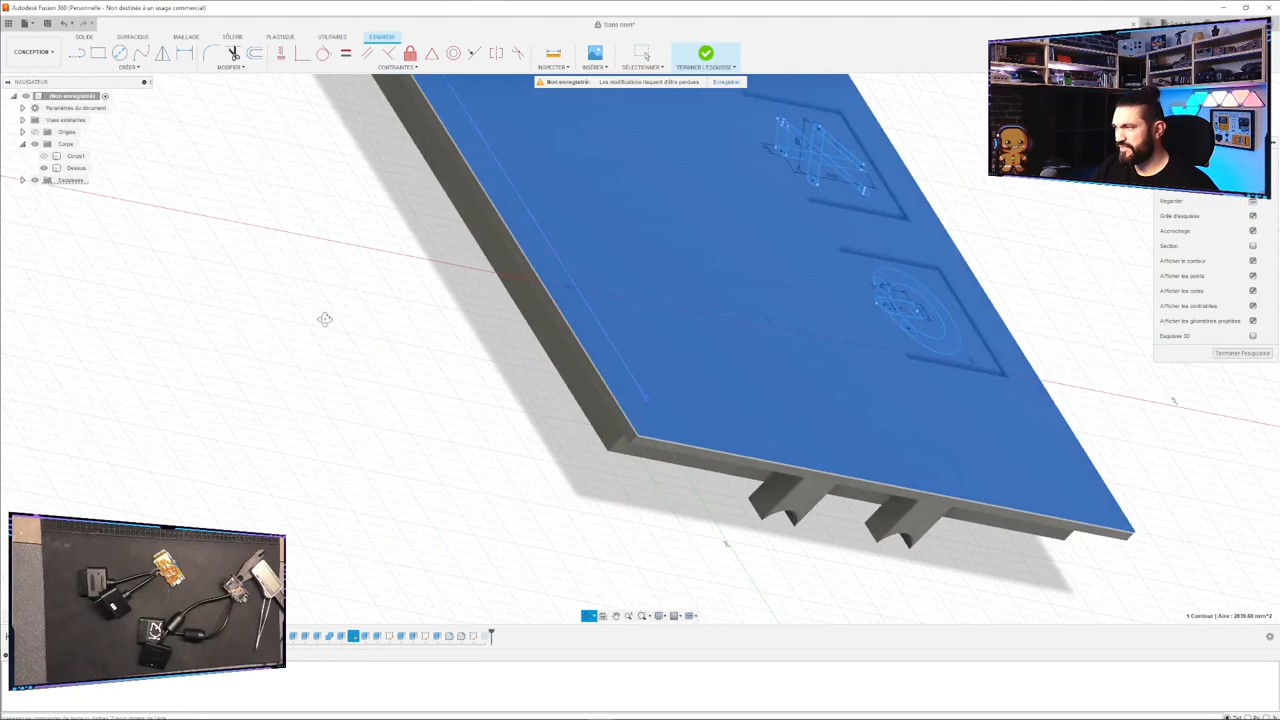 Autodesk Fusion 360 (Personnelle - Non destinée à un usage commercial)
Sans nom*
SOLIDE SURFACIQUE MAILLAGE TÔLERIE PLASTIQUE UTILITAIRES ESQUISSE
CONCEPTION
CRÉER MODIFIER CONTRAINTES INSPECTER INSÉRER SÉLECTIONNER TERMINER L'ESQUISSE
NAVIGATEUR
Non enregistré: Les modifications risquent d'être perdues Enregistrer
(Non enregistré)
Paramètres du document
Vues existantes
Origine
Corps
Corps1
Dessus
Esquisses
Regarder
Grille d'esquisse
Accrochage
Section
Afficher le contour
Afficher les points
Afficher les cotes
Afficher les contraintes
Afficher les géométries projetées
Esquisse 3D
Terminer l'esquisse
1 Contour | Aire : 2839.68 mm^2